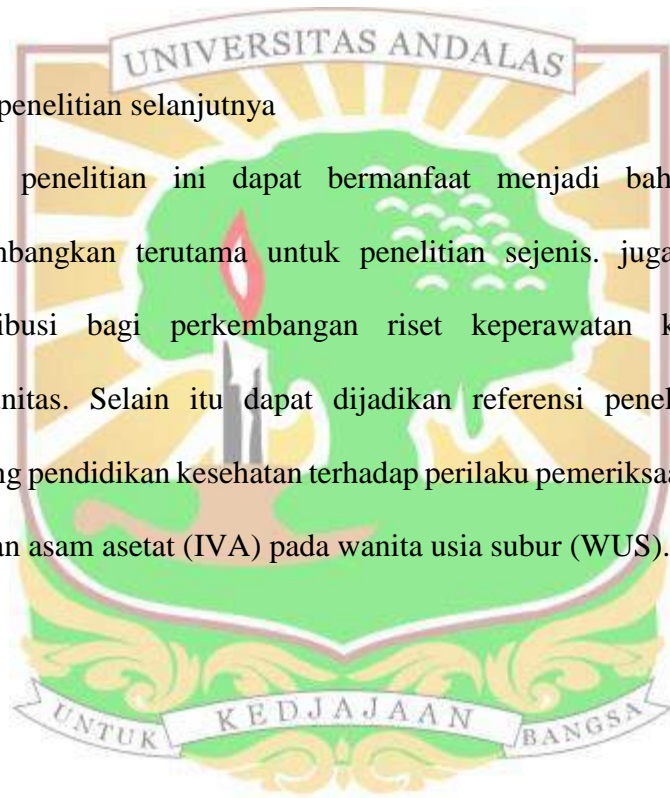 UNIVERSITAS ANDALAS
penelitian selanjutnya
penelitian ini dapat bermanfaat menjadi bah
mbangkan terutama untuk penelitian sejenis. juga
ibusi bagi perkembangan riset keperawatan k
unitas. Selain itu dapat dijadikan referensi penel
ng pendidikan kesehatan terhadap perilaku pemeriksaa
an asam asetat (IVA) pada wanita usia subur (WUS).
UNTUK KEDJAJAAN BANGSA